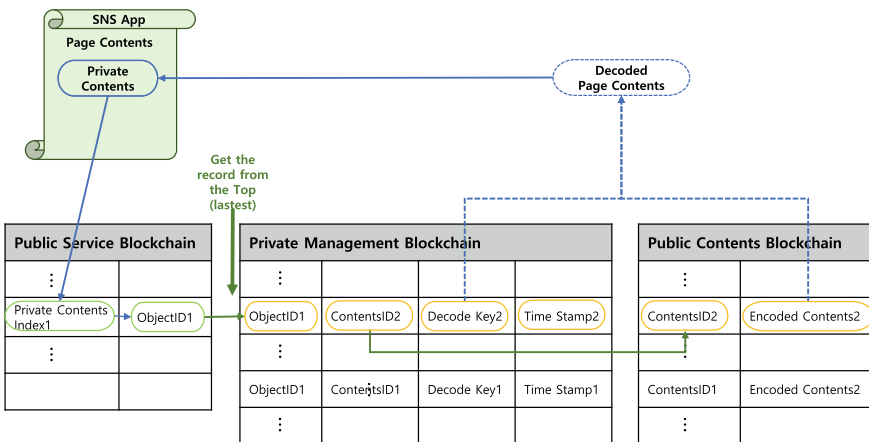 SNS App
Page Contents
Private
Contents
Decoded
Page Contents
Get the
record from
the Top
(lastest)
Public Service Blockchain
Private Management Blockchain
Public Contents Blockchain
Private Contents
Index1
ObjectID1
ObjectID1
ContentsID2
Decode Key2
Time Stamp2
ContentsID2
Encoded Contents2
ObjectID1
ContentsID1
Decode Key1
Time Stamp1
ContentsID1
Encoded Contents2